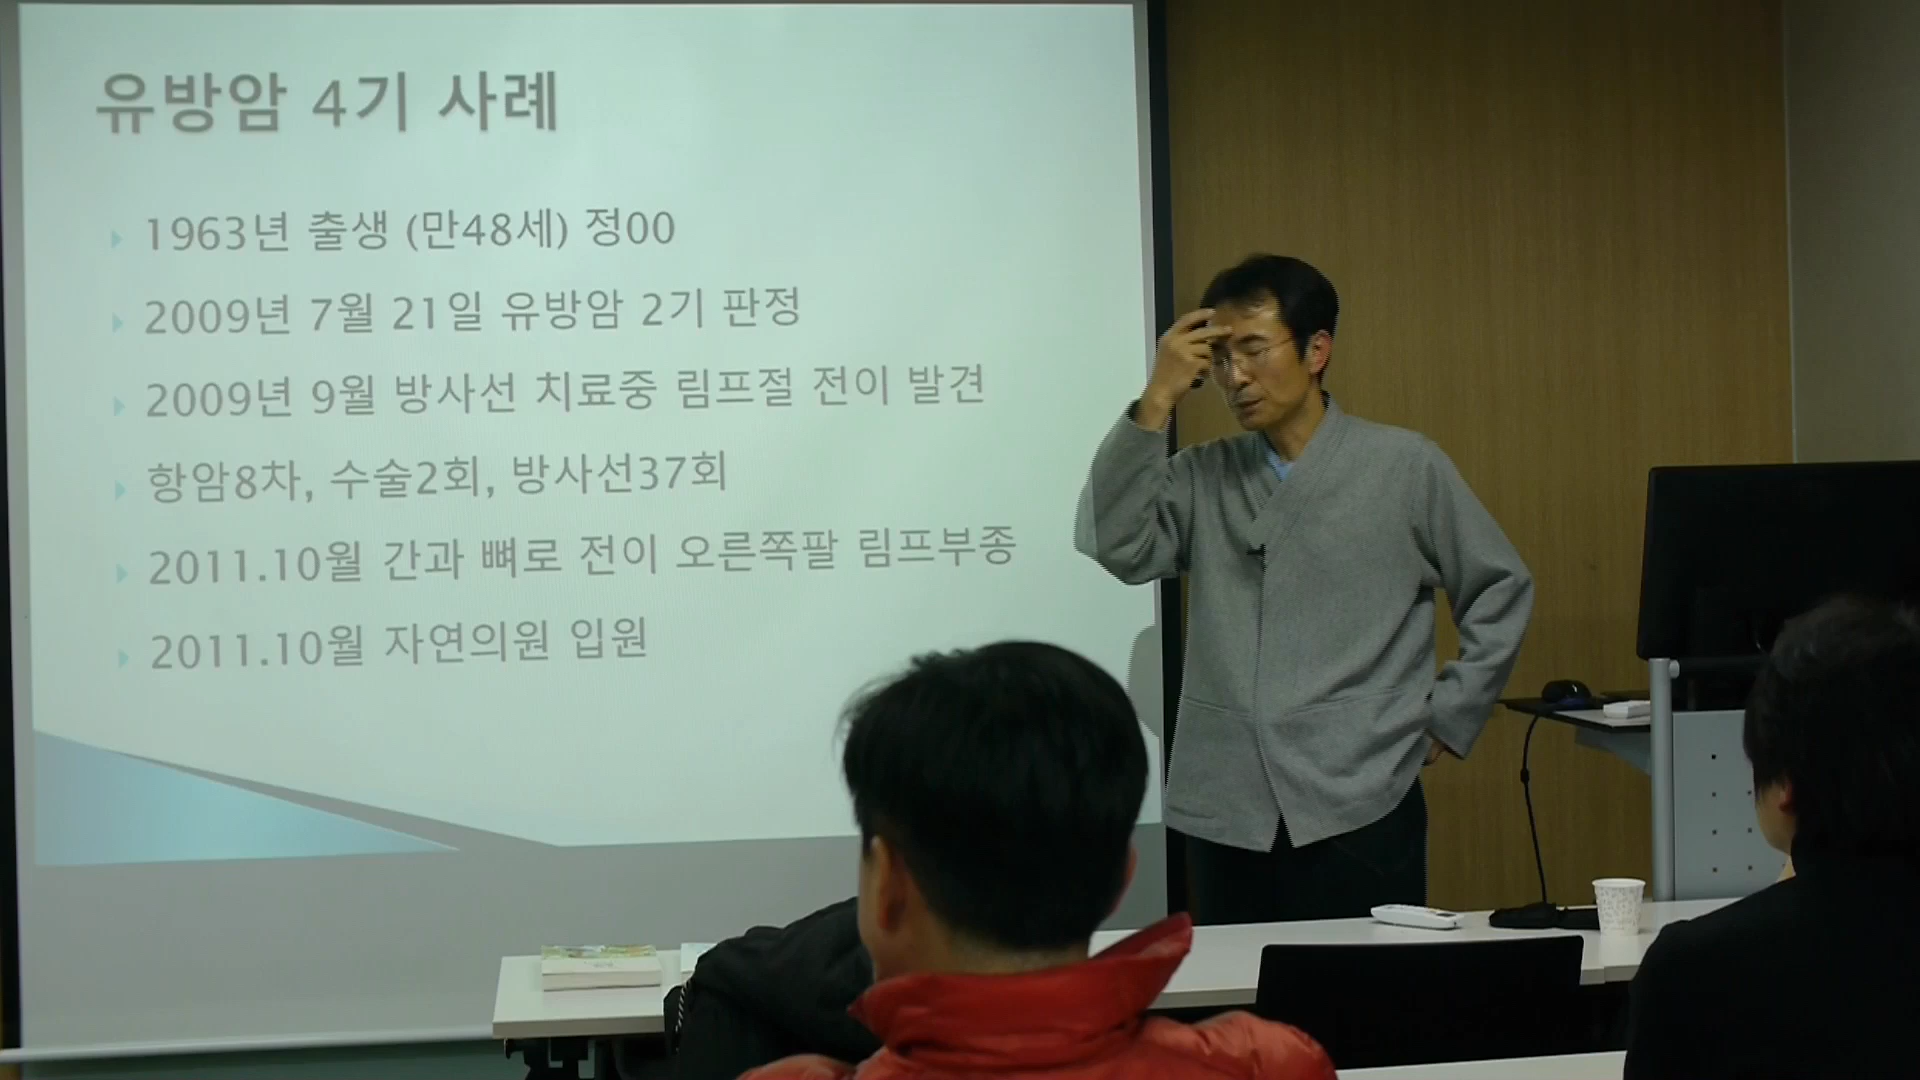 유방암 4기 사례
1963년 출생 (만48세) 정00
2009년 7월 21일 유방암 2기 판정
2009년 9월 방사선 치료중 림프절 전이 발견
항암8차, 수술2회, 방사선37회
2011.10월 간과 뼈로 전이 오른쪽팔 림프부종
2011.10월 자연의원 입원